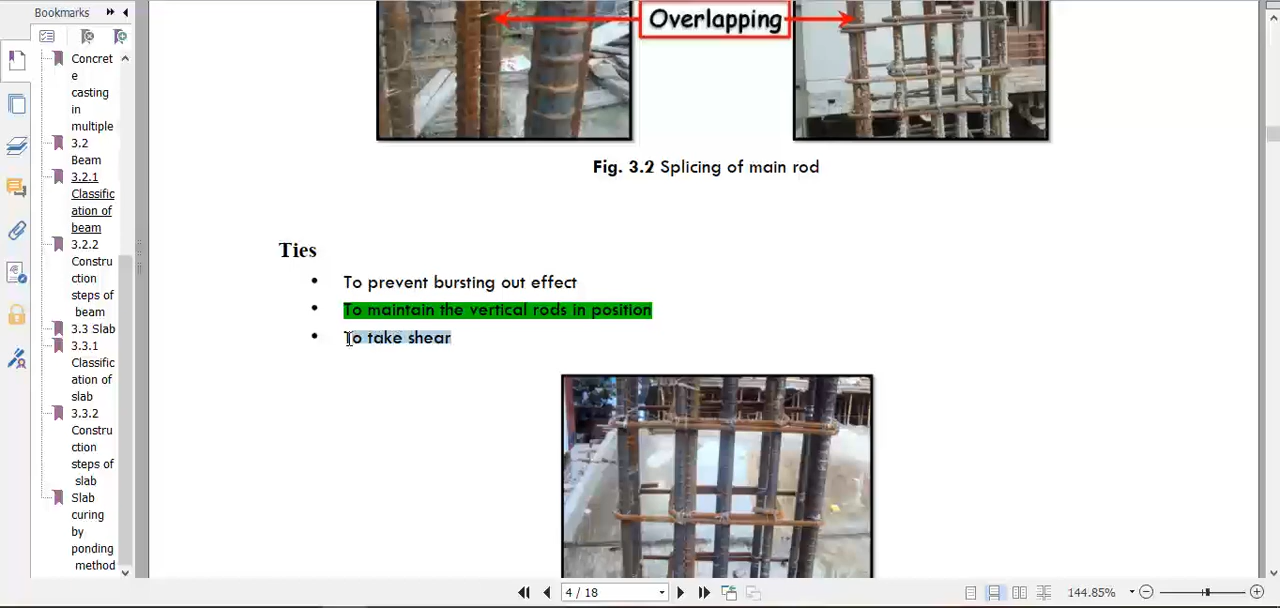 Bookmarks
Concret
e
casting
in
multiple
3.2
Beam
3.2.1
Classific
ation of
beam
3.2.2
Constru
ction
steps of
beam
3.3 Slab
3.3.1
Classific
ation of
slab
3.3.2
Constru
ction
steps of
slab
Slab
curing
by
ponding
method
Overlapping
Fig. 3.2 Splicing of main rod
Ties
• To prevent bursting out effect
• To maintain the vertical rods in position
• To take shear
4 / 18
144.85%